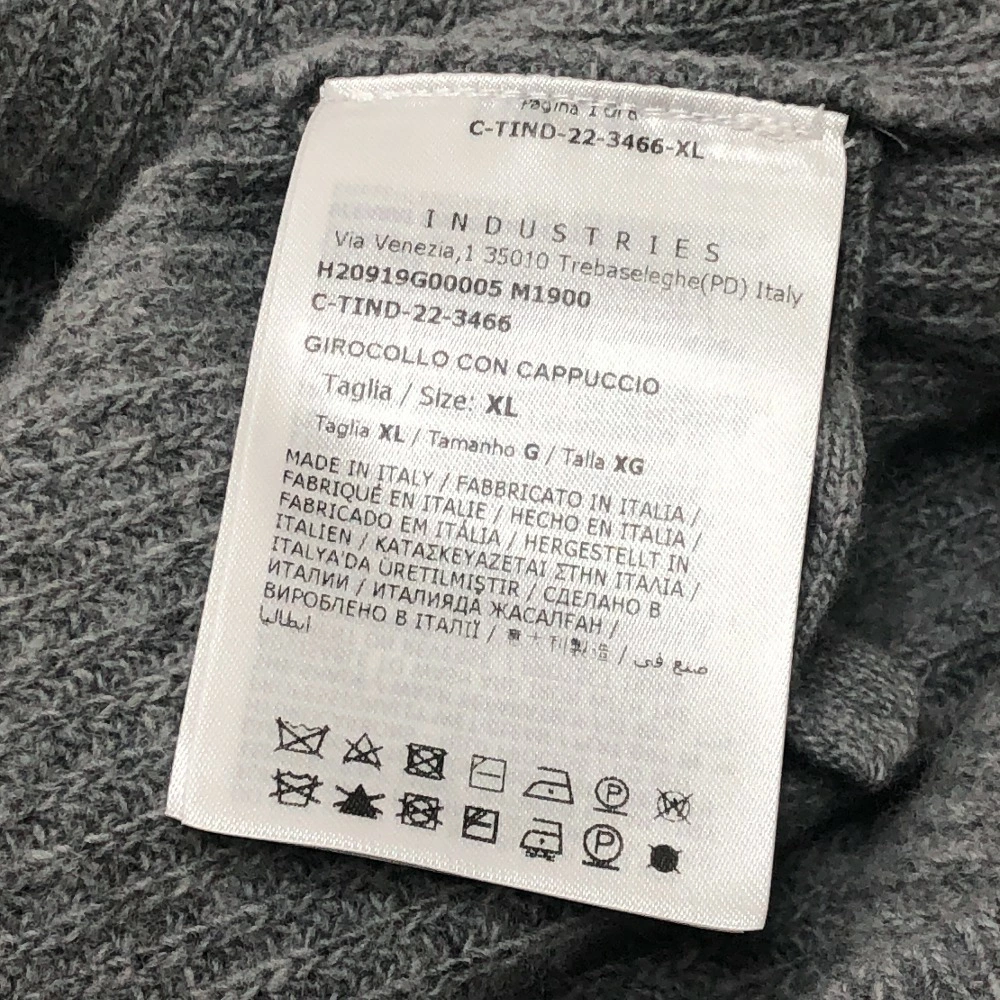 Pagina 1 di 6
C-TIND-22-3466-XL
INDUSTRIES
Via Venezia,1 35010 Trebaseleghe(PD) Italy
H20919G00005 M1900
C-TIND-22-3466
GIROCOLLO CON CAPPUCCIO
Taglia / Size: XL
Taglia XL / Tamanho G / Talla XG
MADE IN ITALY / FABBRICATO IN ITALIA /
FABRIQUÉ EN ITALIE / HECHO EN ITALIA /
FABRICADO EM ITÁLIA / HERGESTELLT IN
ITALIEN / ΚΑΤΑΣΚΕΥΑΖΕΤΑΙ ΣΤΗΝ ΙΤΑΛΙΑ /
ITALYA'DA ÜRETILMIŞTIR / СДЕЛАНО В
ИТАЛИИ / ИТАЛИЯДА ЖАСАЛҒАН /
ВИРОБЛЕНО В ІТАЛІЇ / صنع في
ايطاليا
P
W
P